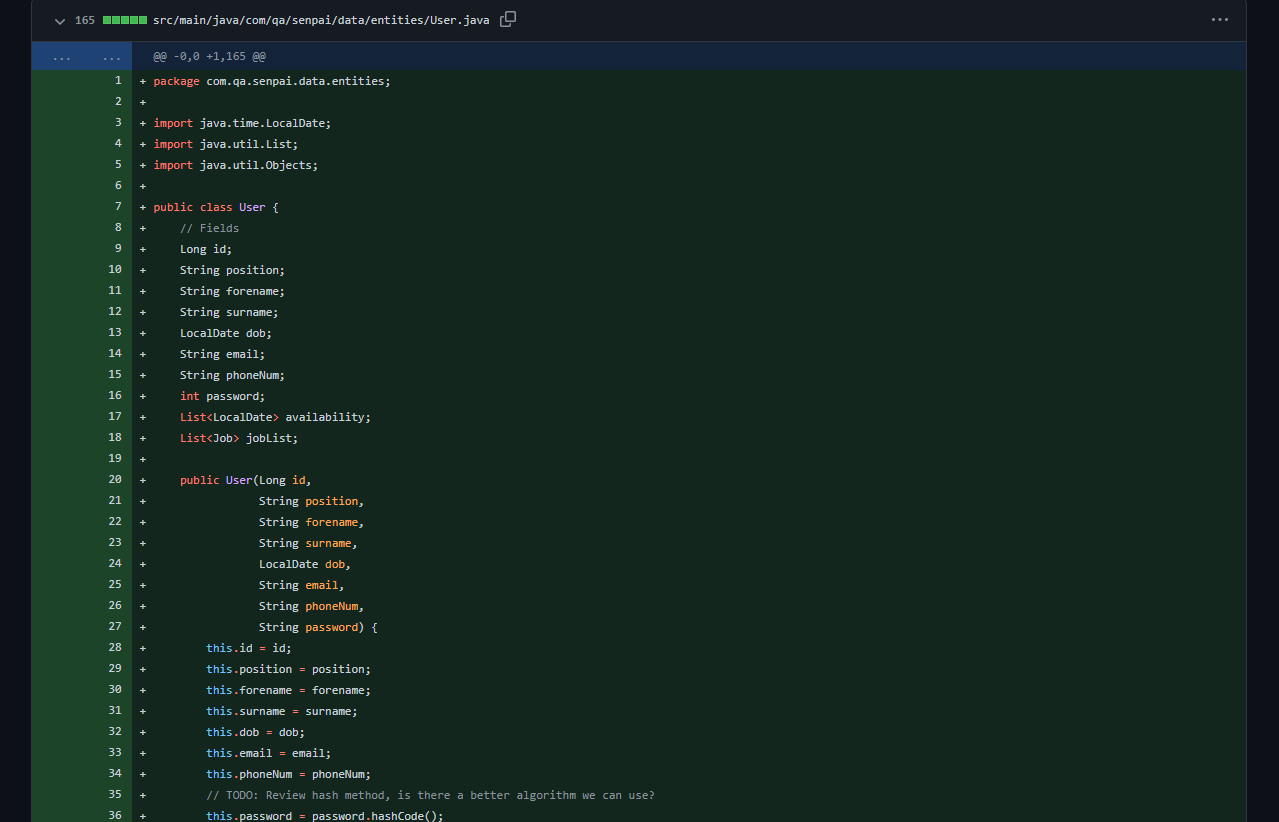 165 src/main/java/com/qa/senpai/data/entities/User.java ...
... ... @@ -0,0 +1,165 @@
1 + package com.qa.senpai.data.entities;
2 +
3 + import java.time.LocalDate;
4 + import java.util.List;
5 + import java.util.Objects;
6 +
7 + public class User {
8 +     // Fields
9 +     Long id;
10 +     String position;
11 +     String forename;
12 +     String surname;
13 +     LocalDate dob;
14 +     String email;
15 +     String phoneNum;
16 +     int password;
17 +     List<LocalDate> availability;
18 +     List<Job> jobList;
19 +
20 +     public User(Long id,
21 +                 String position,
22 +                 String forename,
23 +                 String surname,
24 +                 LocalDate dob,
25 +                 String email,
26 +                 String phoneNum,
27 +                 String password) {
28 +         this.id = id;
29 +         this.position = position;
30 +         this.forename = forename;
31 +         this.surname = surname;
32 +         this.dob = dob;
33 +         this.email = email;
34 +         this.phoneNum = phoneNum;
35 +         // TODO: Review hash method, is there a better algorithm we can use?
36 +         this.password = password.hashCode();